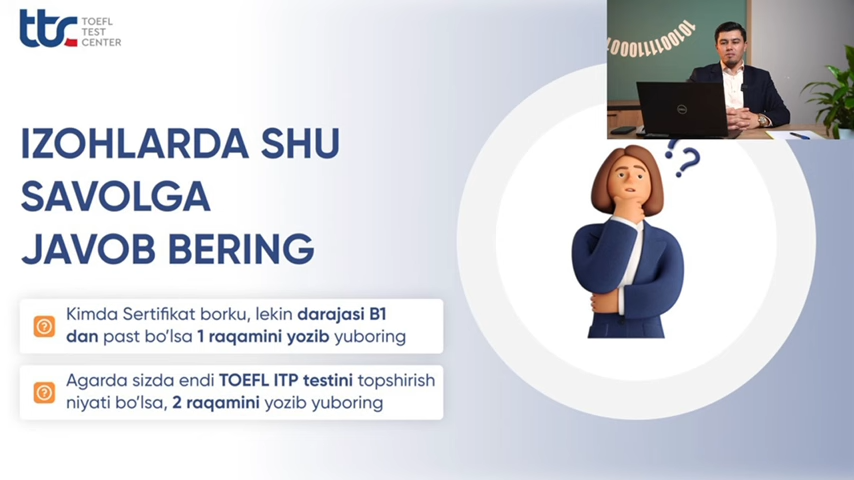 ttc TOEFL
TEST
CENTER
IZOHLARDA SHU
SAVOLGA
JAVOB BERING
Kimda Sertifikat borku, lekin darajasi B1
dan past bo'lsa 1 raqamini yozib yuboring
Agarda sizda endi TOEFL ITP testini topshirish
niyati bo'lsa, 2 raqamini yozib yuboring
DELL